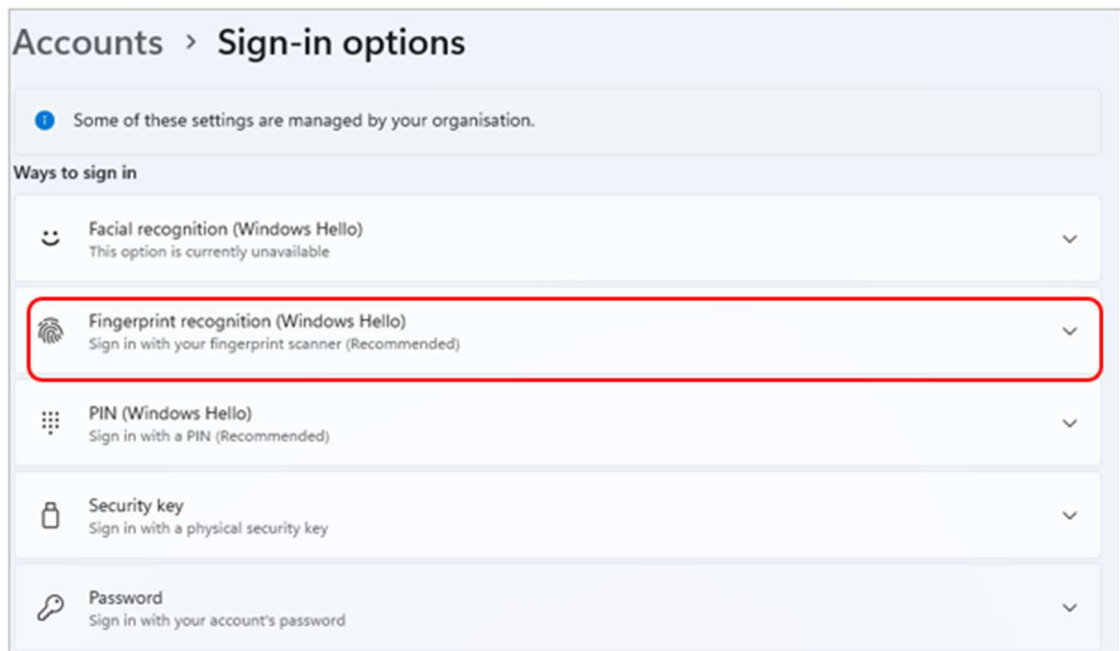 Accounts > Sign-in options
Some of these settings are managed by your organisation.
Ways to sign in
Facial recognition (Windows Hello)
This option is currently unavailable
Fingerprint recognition (Windows Hello)
Sign in with your fingerprint scanner (Recommended)
PIN (Windows Hello)
Sign in with a PIN (Recommended)
Security key
Sign in with a physical security key
Password
Sign in with your account's password